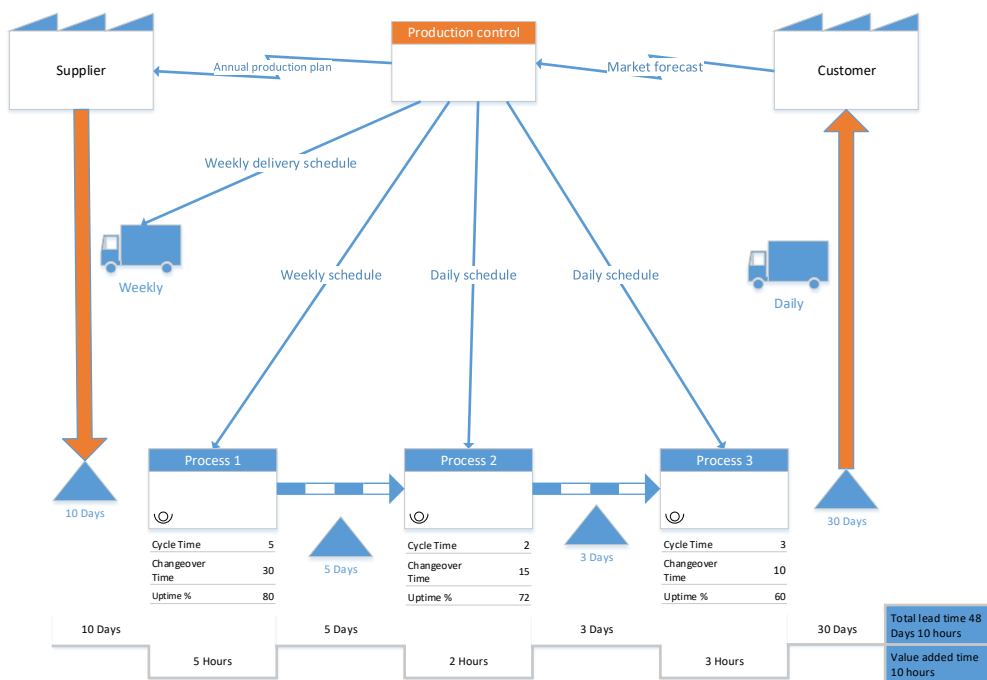 Production control
Supplier
Annual production plan
Market forecast
Customer
Weekly delivery schedule
Weekly
Weekly schedule
Daily schedule
Daily schedule
Daily
Process 1
Process 2
Process 3
10 Days
5 Days
3 Days
30 Days
Cycle Time 5
Changeover
Time 30
Uptime % 80
Cycle Time 2
Changeover
Time 15
Uptime % 72
Cycle Time 3
Changeover
Time 10
Uptime % 60
10 Days
5 Days
3 Days
30 Days
5 Hours
2 Hours
3 Hours
Total lead time 48
Days 10 hours
Value added time
10 hours